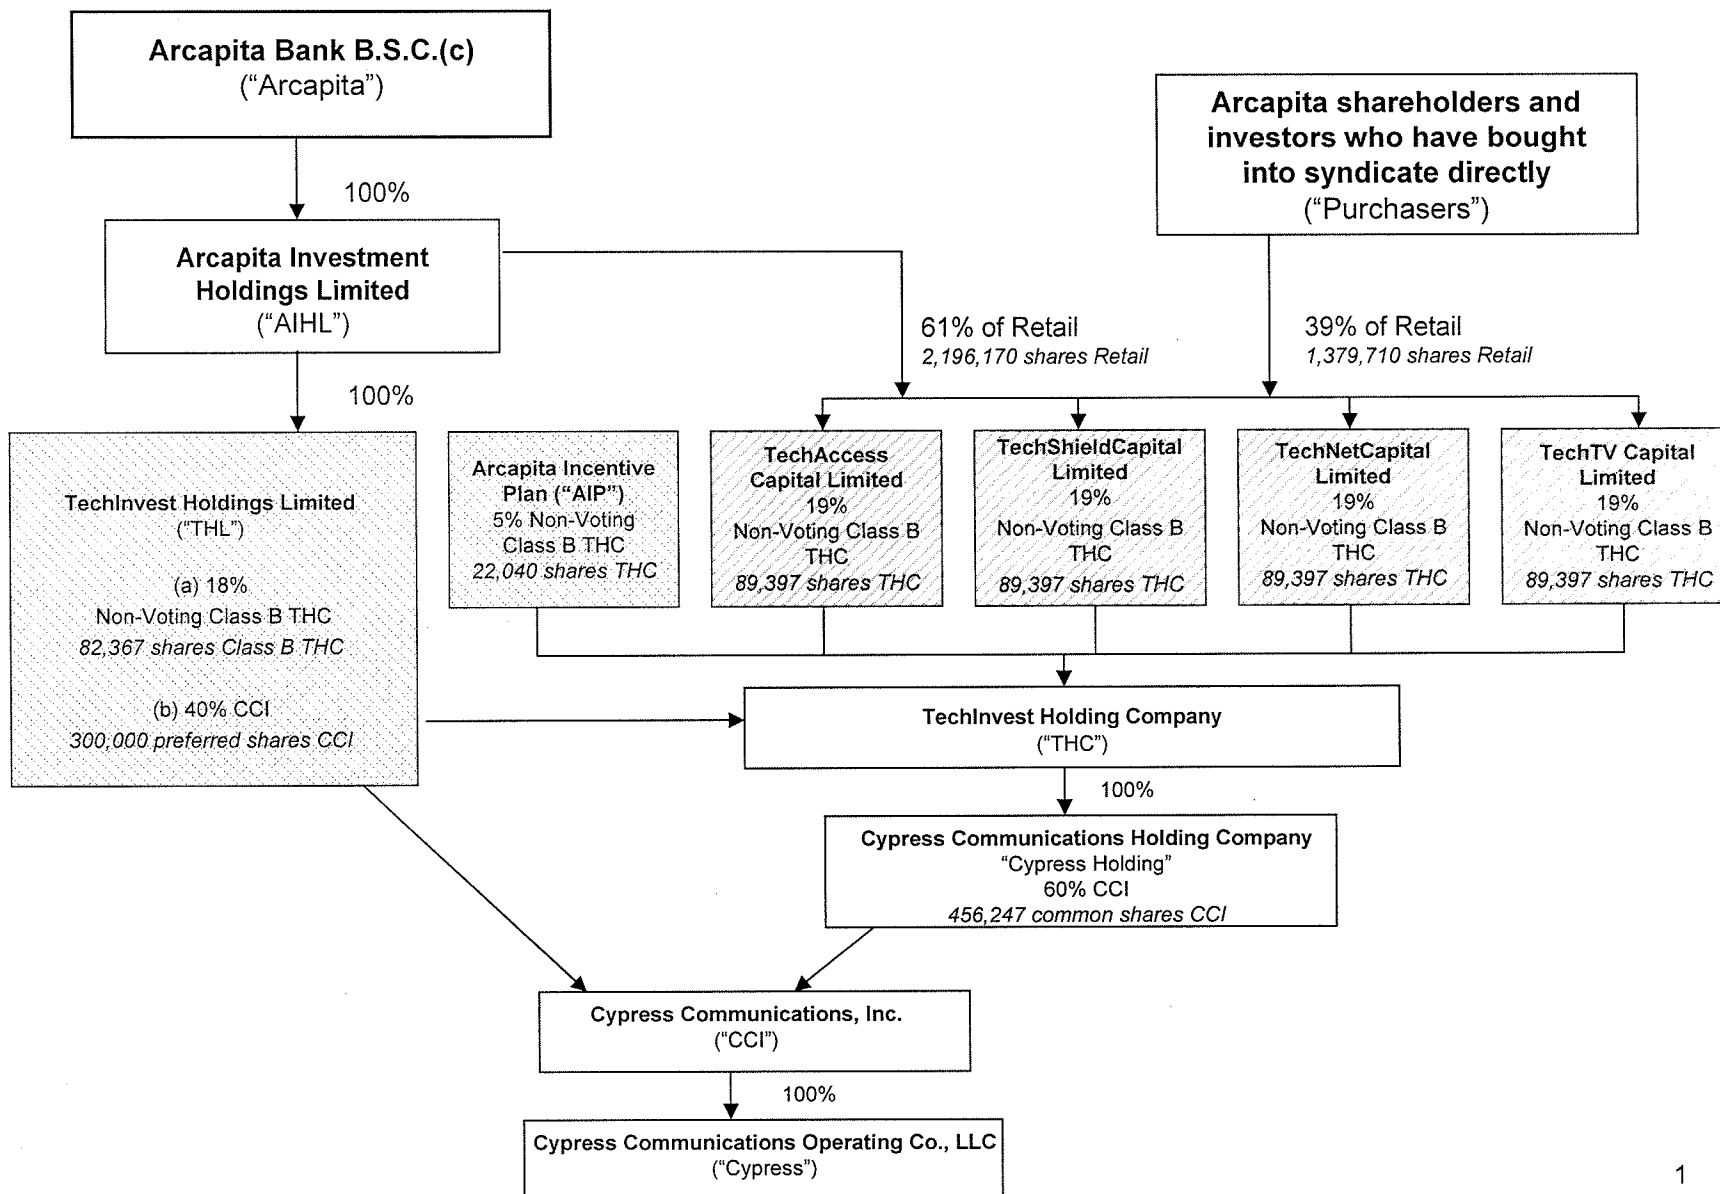 Arcapita Bank B.S.C.(c)
(“Arcapita”)
Arcapita shareholders and
investors who have bought
into syndicate directly
(“Purchasers”)
100%
Arcapita Investment
Holdings Limited
(“AIHL”)
61% of Retail
2,196,170 shares Retail
39% of Retail
1,379,710 shares Retail
100%
TechInvest Holdings Limited
(“THL”)
(a) 18%
Non-Voting Class B THC
82,367 shares Class B THC
(b) 40% CCI
300,000 preferred shares CCI
Arcapita Incentive
Plan (“AIP”)
5% Non-Voting
Class B THC
22,040 shares THC
TechAccess
Capital Limited
19%
Non-Voting Class B
THC
89,397 shares THC
TechShieldCapital
Limited
19%
Non-Voting Class B
THC
89,397 shares THC
TechNetCapital
Limited
19%
Non-Voting Class B
THC
89,397 shares THC
TechTV Capital
Limited
19%
Non-Voting Class B
THC
89,397 shares THC
TechInvest Holding Company
(“THC”)
100%
Cypress Communications Holding Company
“Cypress Holding”
60% CCI
456,247 common shares CCI
Cypress Communications, Inc.
(“CCI”)
100%
Cypress Communications Operating Co., LLC
(“Cypress”)
1